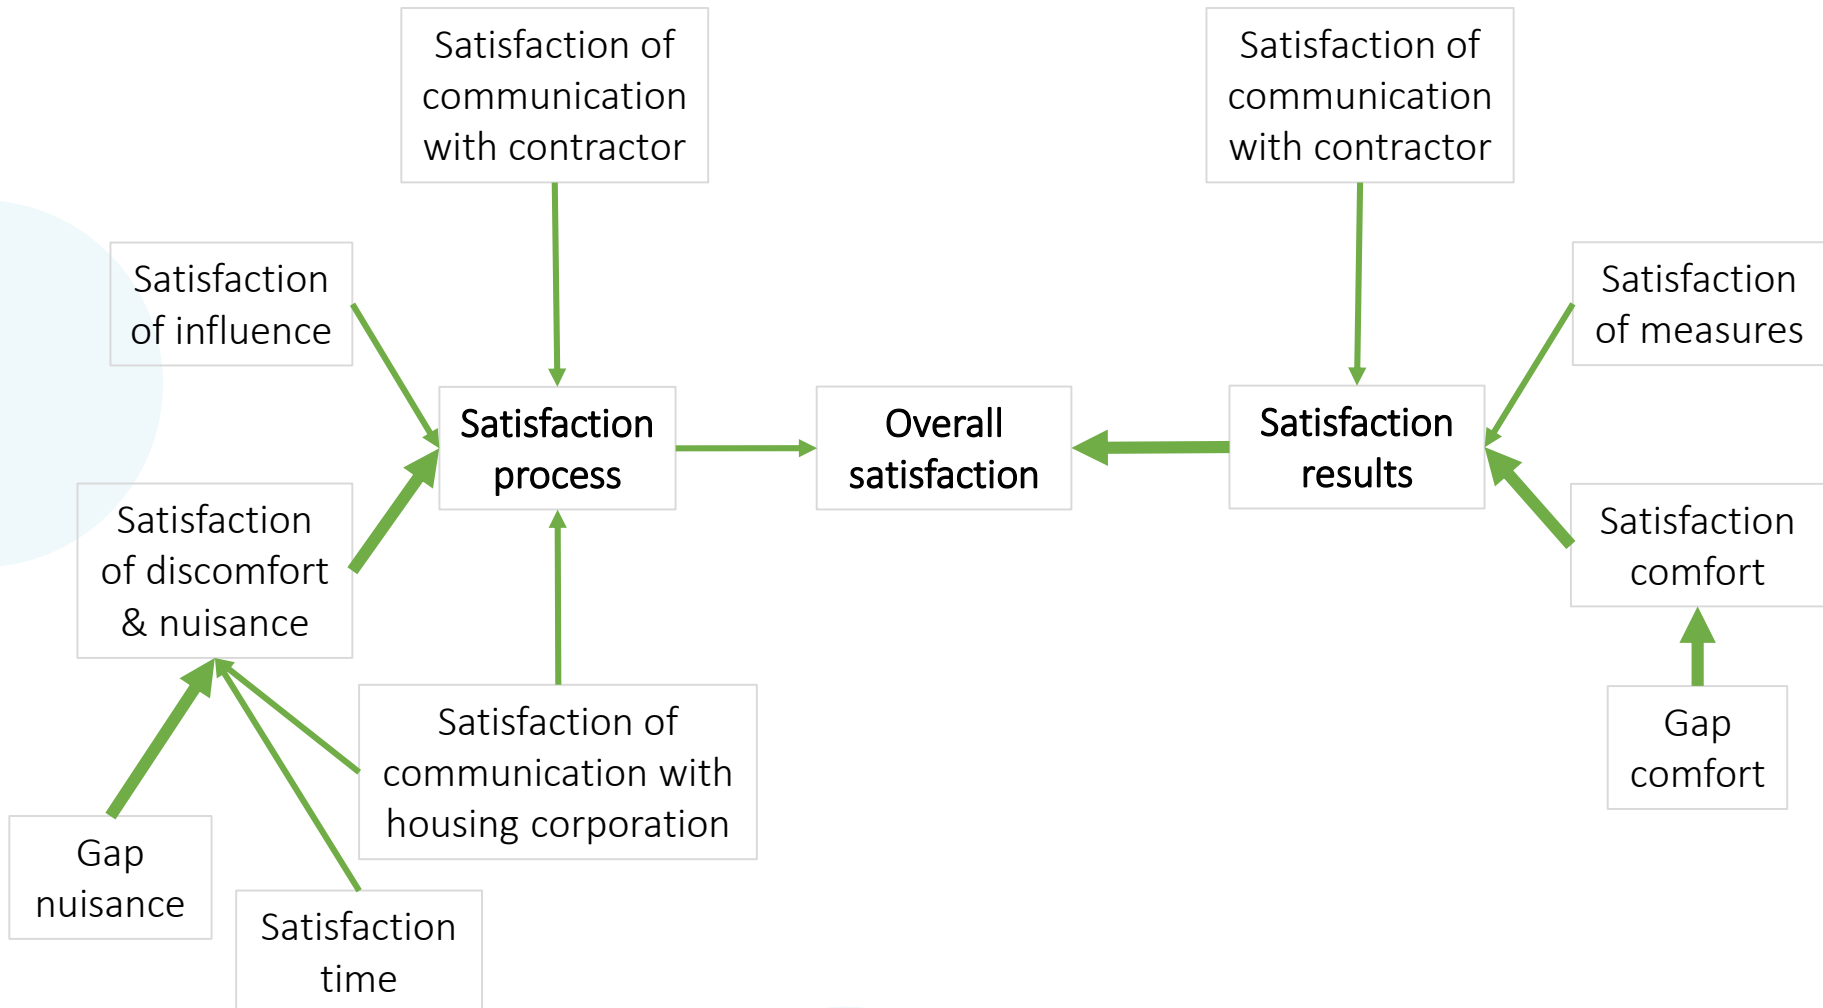 Satisfaction of
communication
with contractor
Satisfaction of
communication
with contractor
Satisfaction
of influence
Satisfaction
of measures
Satisfaction
process
Overall
satisfaction
Satisfaction
results
Satisfaction
of discomfort
& nuisance
Satisfaction
comfort
Satisfaction of
communication with
housing corporation
Gap
comfort
Gap
nuisance
Satisfaction
time